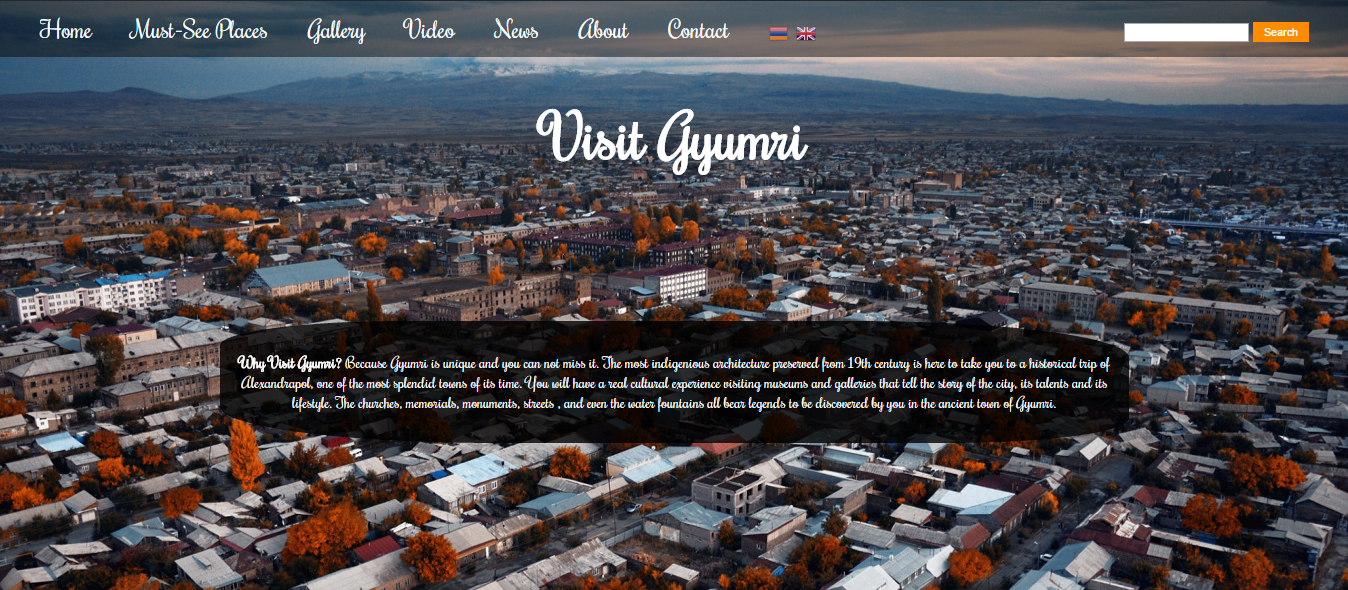 Home Must-See Places Gallery Video News About Contact Search
Visit Gyumri
Why Visit Gyumri? Because Gyumri is unique and you can not miss it. The most indigenious architecture preserved from 19th century is here to take you to a historical trip of
Alexandrapol, one of the most splendid towns of its time. You will have a real cultural experience visiting museums and galleries that tell the story of the city, its talents and its
lifestyle. The churches, memorials, monuments, streets , and even the water fountains all bear legends to be discovered by you in the ancient town of Gyumri.